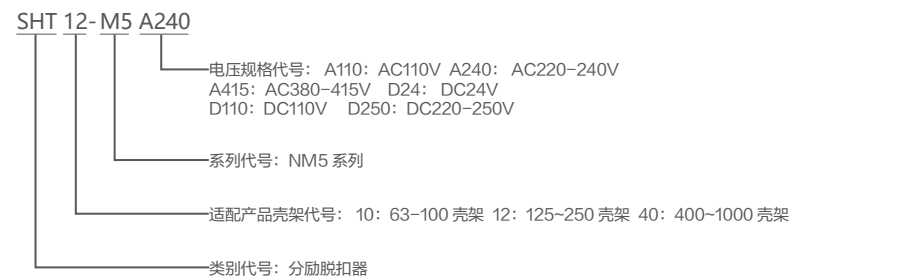 SHT 12-M5 A240
电压规格代号： A110：AC110V A240： AC220-240V
A415：AC380-415V D24： DC24V
D110：DC110V D250：DC220-250V
系列代号：NM5 系列
适配产品壳架代号： 10：63-100 壳架 12：125~250 壳架 40：400~1000 壳架
类别代号：分励脱扣器